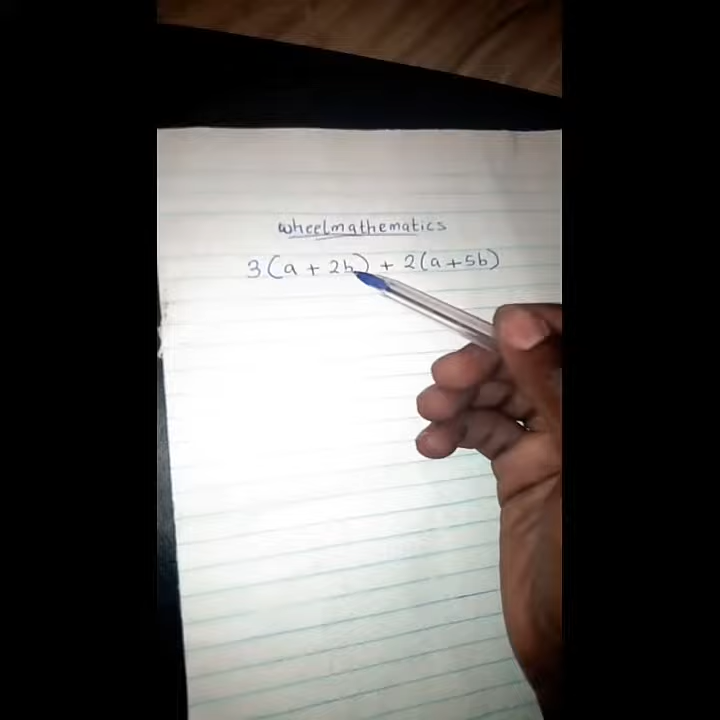 wheelmathematics
3(a + 2b) + 2(a+5b)